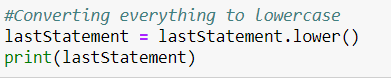 #Converting everything to lowercase
lastStatement = lastStatement.lower()
print(lastStatement)